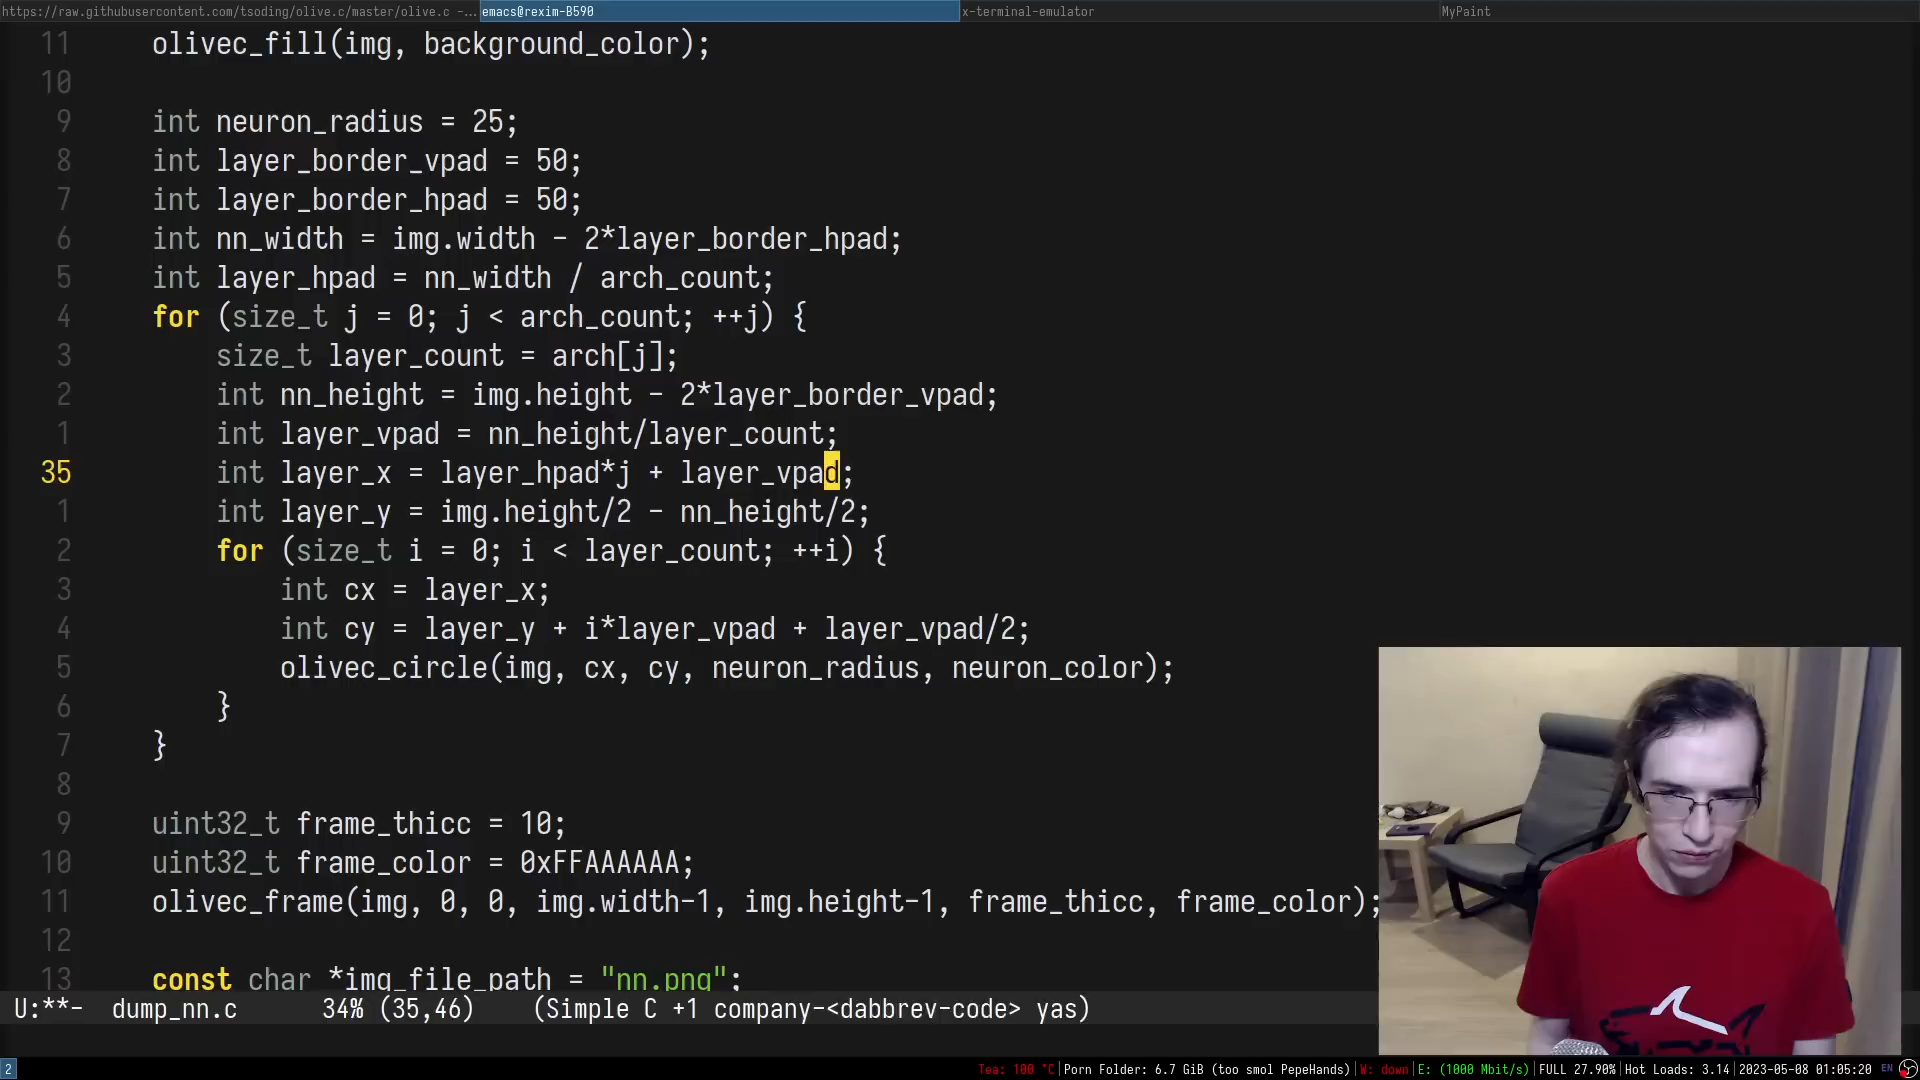 https://raw.githubusercontent.com/tsoding/olive.c/master/olive.c -... emacs@rexim-B590 x-terminal-emulator MyPaint
11 olivec_fill(img, background_color);
10
9 int neuron_radius = 25;
8 int layer_border_vpad = 50;
7 int layer_border_hpad = 50;
6 int nn_width = img.width - 2*layer_border_hpad;
5 int layer_hpad = nn_width / arch_count;
4 for (size_t j = 0; j < arch_count; ++j) {
3 size_t layer_count = arch[j];
2 int nn_height = img.height - 2*layer_border_vpad;
1 int layer_vpad = nn_height/layer_count;
35 int layer_x = layer_hpad*j + layer_vpad;
1 int layer_y = img.height/2 - nn_height/2;
2 for (size_t i = 0; i < layer_count; ++i) {
3 int cx = layer_x;
4 int cy = layer_y + i*layer_vpad + layer_vpad/2;
5 olivec_circle(img, cx, cy, neuron_radius, neuron_color);
6 }
7 }
8
9 uint32_t frame_thicc = 10;
10 uint32_t frame_color = 0xFFAAAAAA;
11 olivec_frame(img, 0, 0, img.width-1, img.height-1, frame_thicc, frame_color);
12
13 const char *img_file_path = "nn.png";
U:**- dump_nn.c 34% (35,46) (Simple C +1 company-<dabbrev-code> yas)
2 Tea: 100 °C|Porn Folder: 6.7 GiB (too smol PepeHands)|W: down|E: (1000 Mbit/s)|FULL 27.90%|Hot Loads: 3.14|2023-05-08 01:05:20 EN